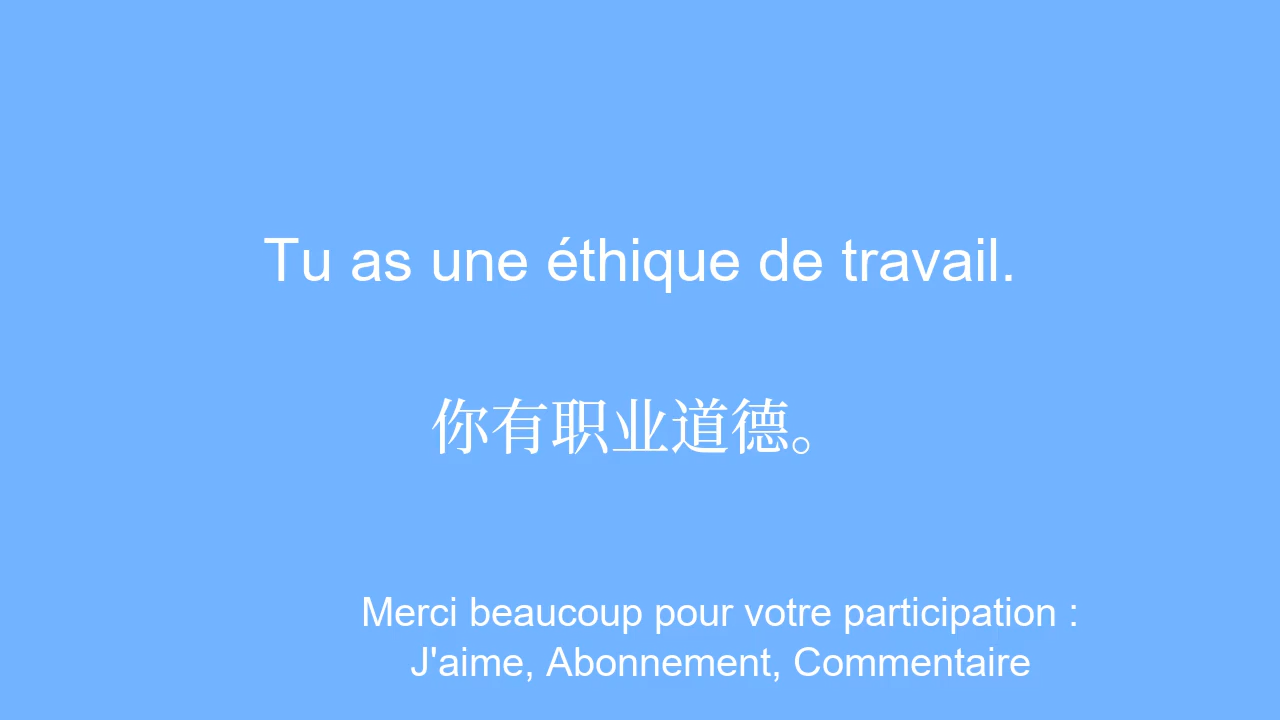 Tu as une éthique de travail.
你有职业道德。
Merci beaucoup pour votre participation :
J'aime, Abonnement, Commentaire